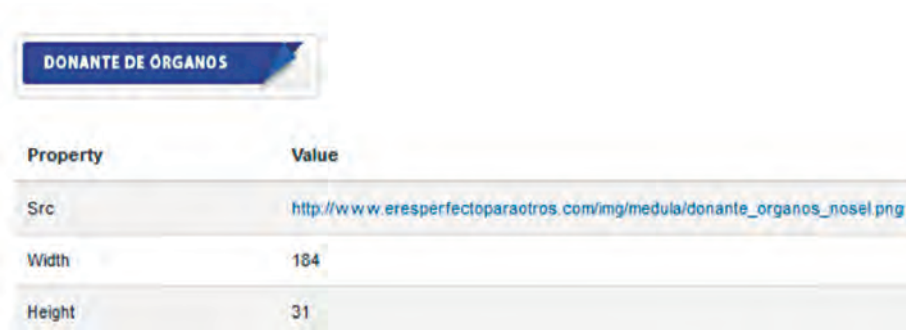 DONANTE DE ÓRGANOS
Property Value
Src http://www.eresperfectoparaotros.com/img/medula/donante_organos_nosel.png
Width 184
Height 31